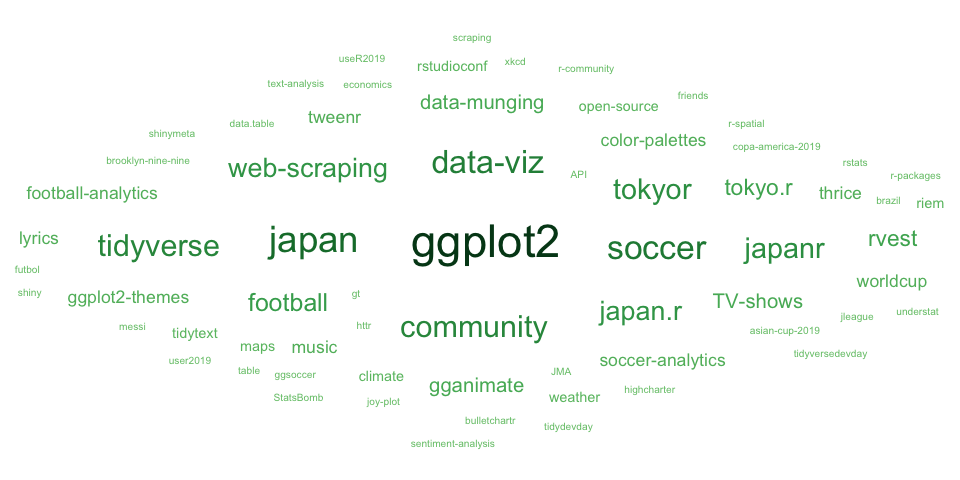 scraping
useR2019
rstudioconf
xkcd
r-community
text-analysis
economics
friends
data-munging
open-source
tweenr
data.table
r-spatial
shinymeta
color-palettes
copa-america-2019
brooklyn-nine-nine
web-scraping
data-viz
rstats
API
r-packages
football-analytics
tokyor
tokyo.r
thrice
brazil
riem
lyrics
tidyverse
japan
ggplot2
soccer
japanr
rvest
futbol
worldcup
shiny
ggplot2-themes
football
gt
japan.r
TV-shows
understat
jleague
messi
tidytext
httr
community
asian-cup-2019
maps
music
tidyversedevday
user2019
soccer-analytics
table
ggsoccer
climate
gganimate
JMA
highcharter
StatsBomb
joy-plot
weather
bulletchartr
tidydevday
sentiment-analysis